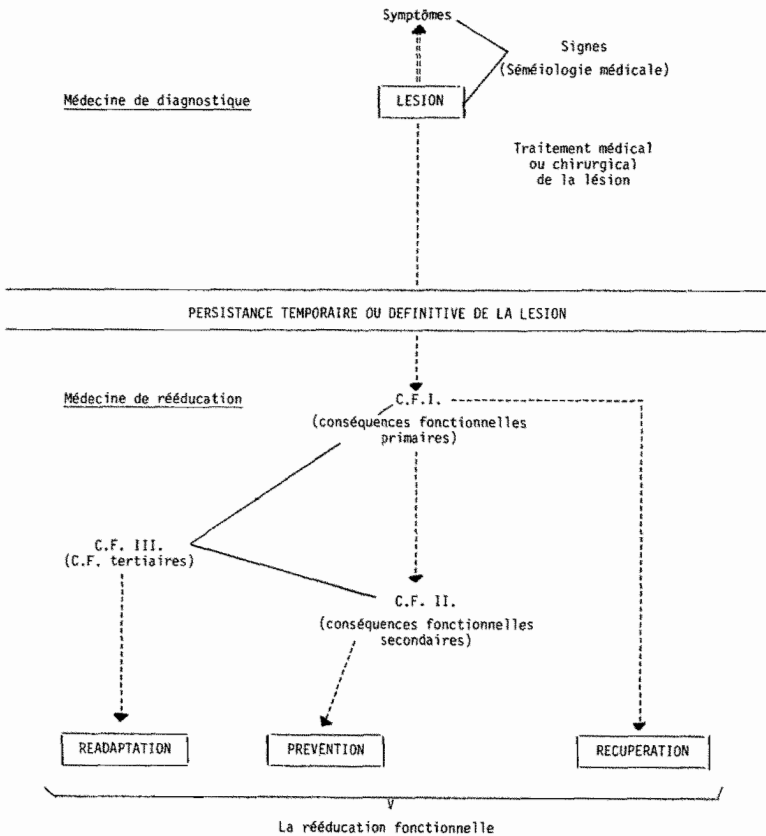 Symptômes
Signes
(Séméiologie médicale)
Médecine de diagnostique
LESION
Traitement médical
ou chirurgical
de la lésion
PERSISTANCE TEMPORAIRE OU DEFINITIVE DE LA LESION
Médecine de rééducation
C.F.I.
(conséquences fonctionnelles
primaires)
C.F. III.
(C.F. tertiaires)
C.F. II.
(conséquences fonctionnelles
secondaires)
READAPTATION
PREVENTION
RECUPERATION
La rééducation fonctionnelle